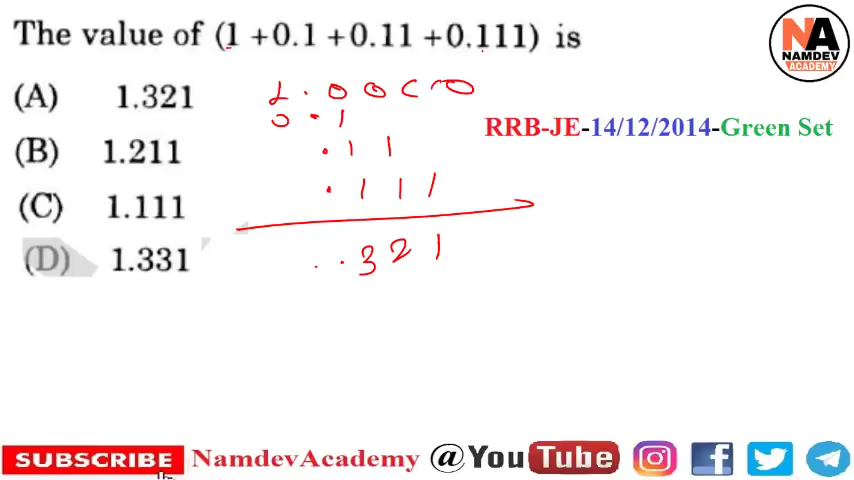 The value of (1 +0.1 +0.11 +0.111) is
NA
NAMDEV
ACADEMY
(A) 1.321
(B) 1.211
(C) 1.111
(D) 1.331
1.0000
0.1
.11
.111
.321
RRB-JE-14/12/2014-Green Set
SUBSCRIBE NamdevAcademy @YouTube